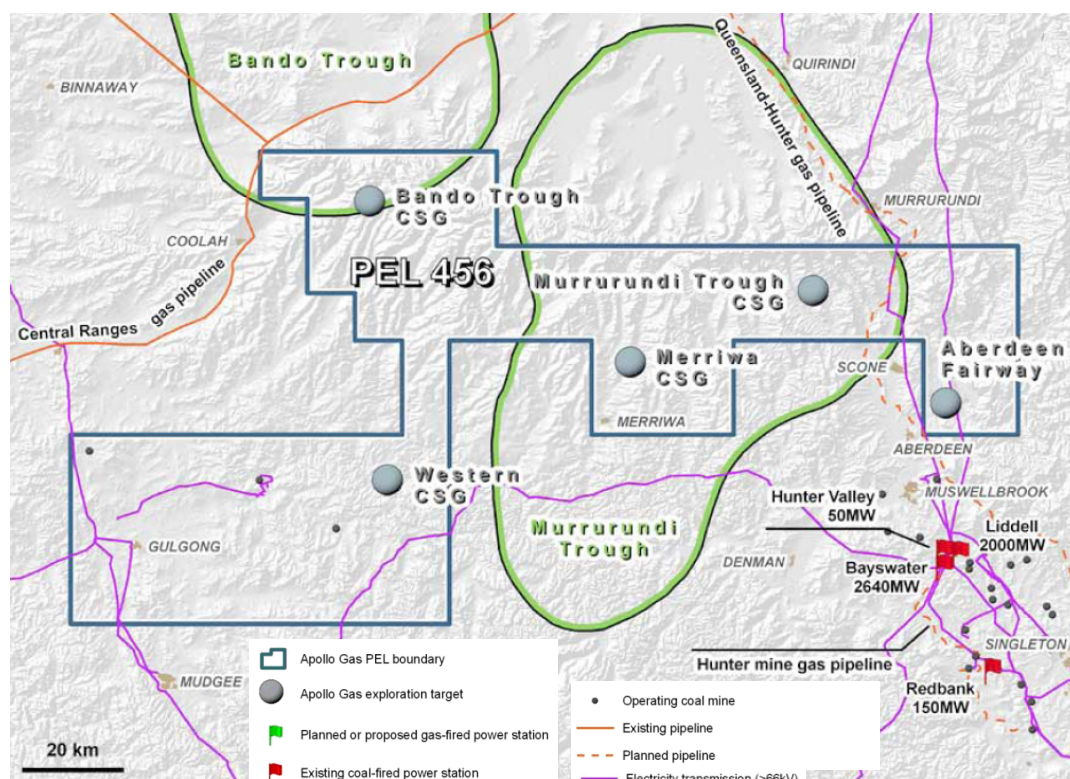 Bando Trough
BINNAWAY
QUIRINDI
Queensland-Hunter gas pipeline
Bando Trough
CSG
MURRURUNDI
COOLAH
PEL 456
Murrurundi Trough
CSG
Central Ranges gas pipeline
Merriwa
CSG
SCONE
Aberdeen
Fairway
MERRIWA
ABERDEEN
Western
CSG
Hunter Valley
50MW
MUSWELLBROOK
Liddell
2000MW
Murrurundi
Trough
GULGONG
DENMAN
Bayswater
2640MW
SINGLETON
Hunter mine gas pipeline
MUDGEE
Redbank
150MW
Apollo Gas PEL boundary
Apollo Gas exploration target
Planned or proposed gas-fired power station
Existing coal-fired power station
Operating coal mine
Existing pipeline
Planned pipeline
Electricity transmission (>66kV)
20 km